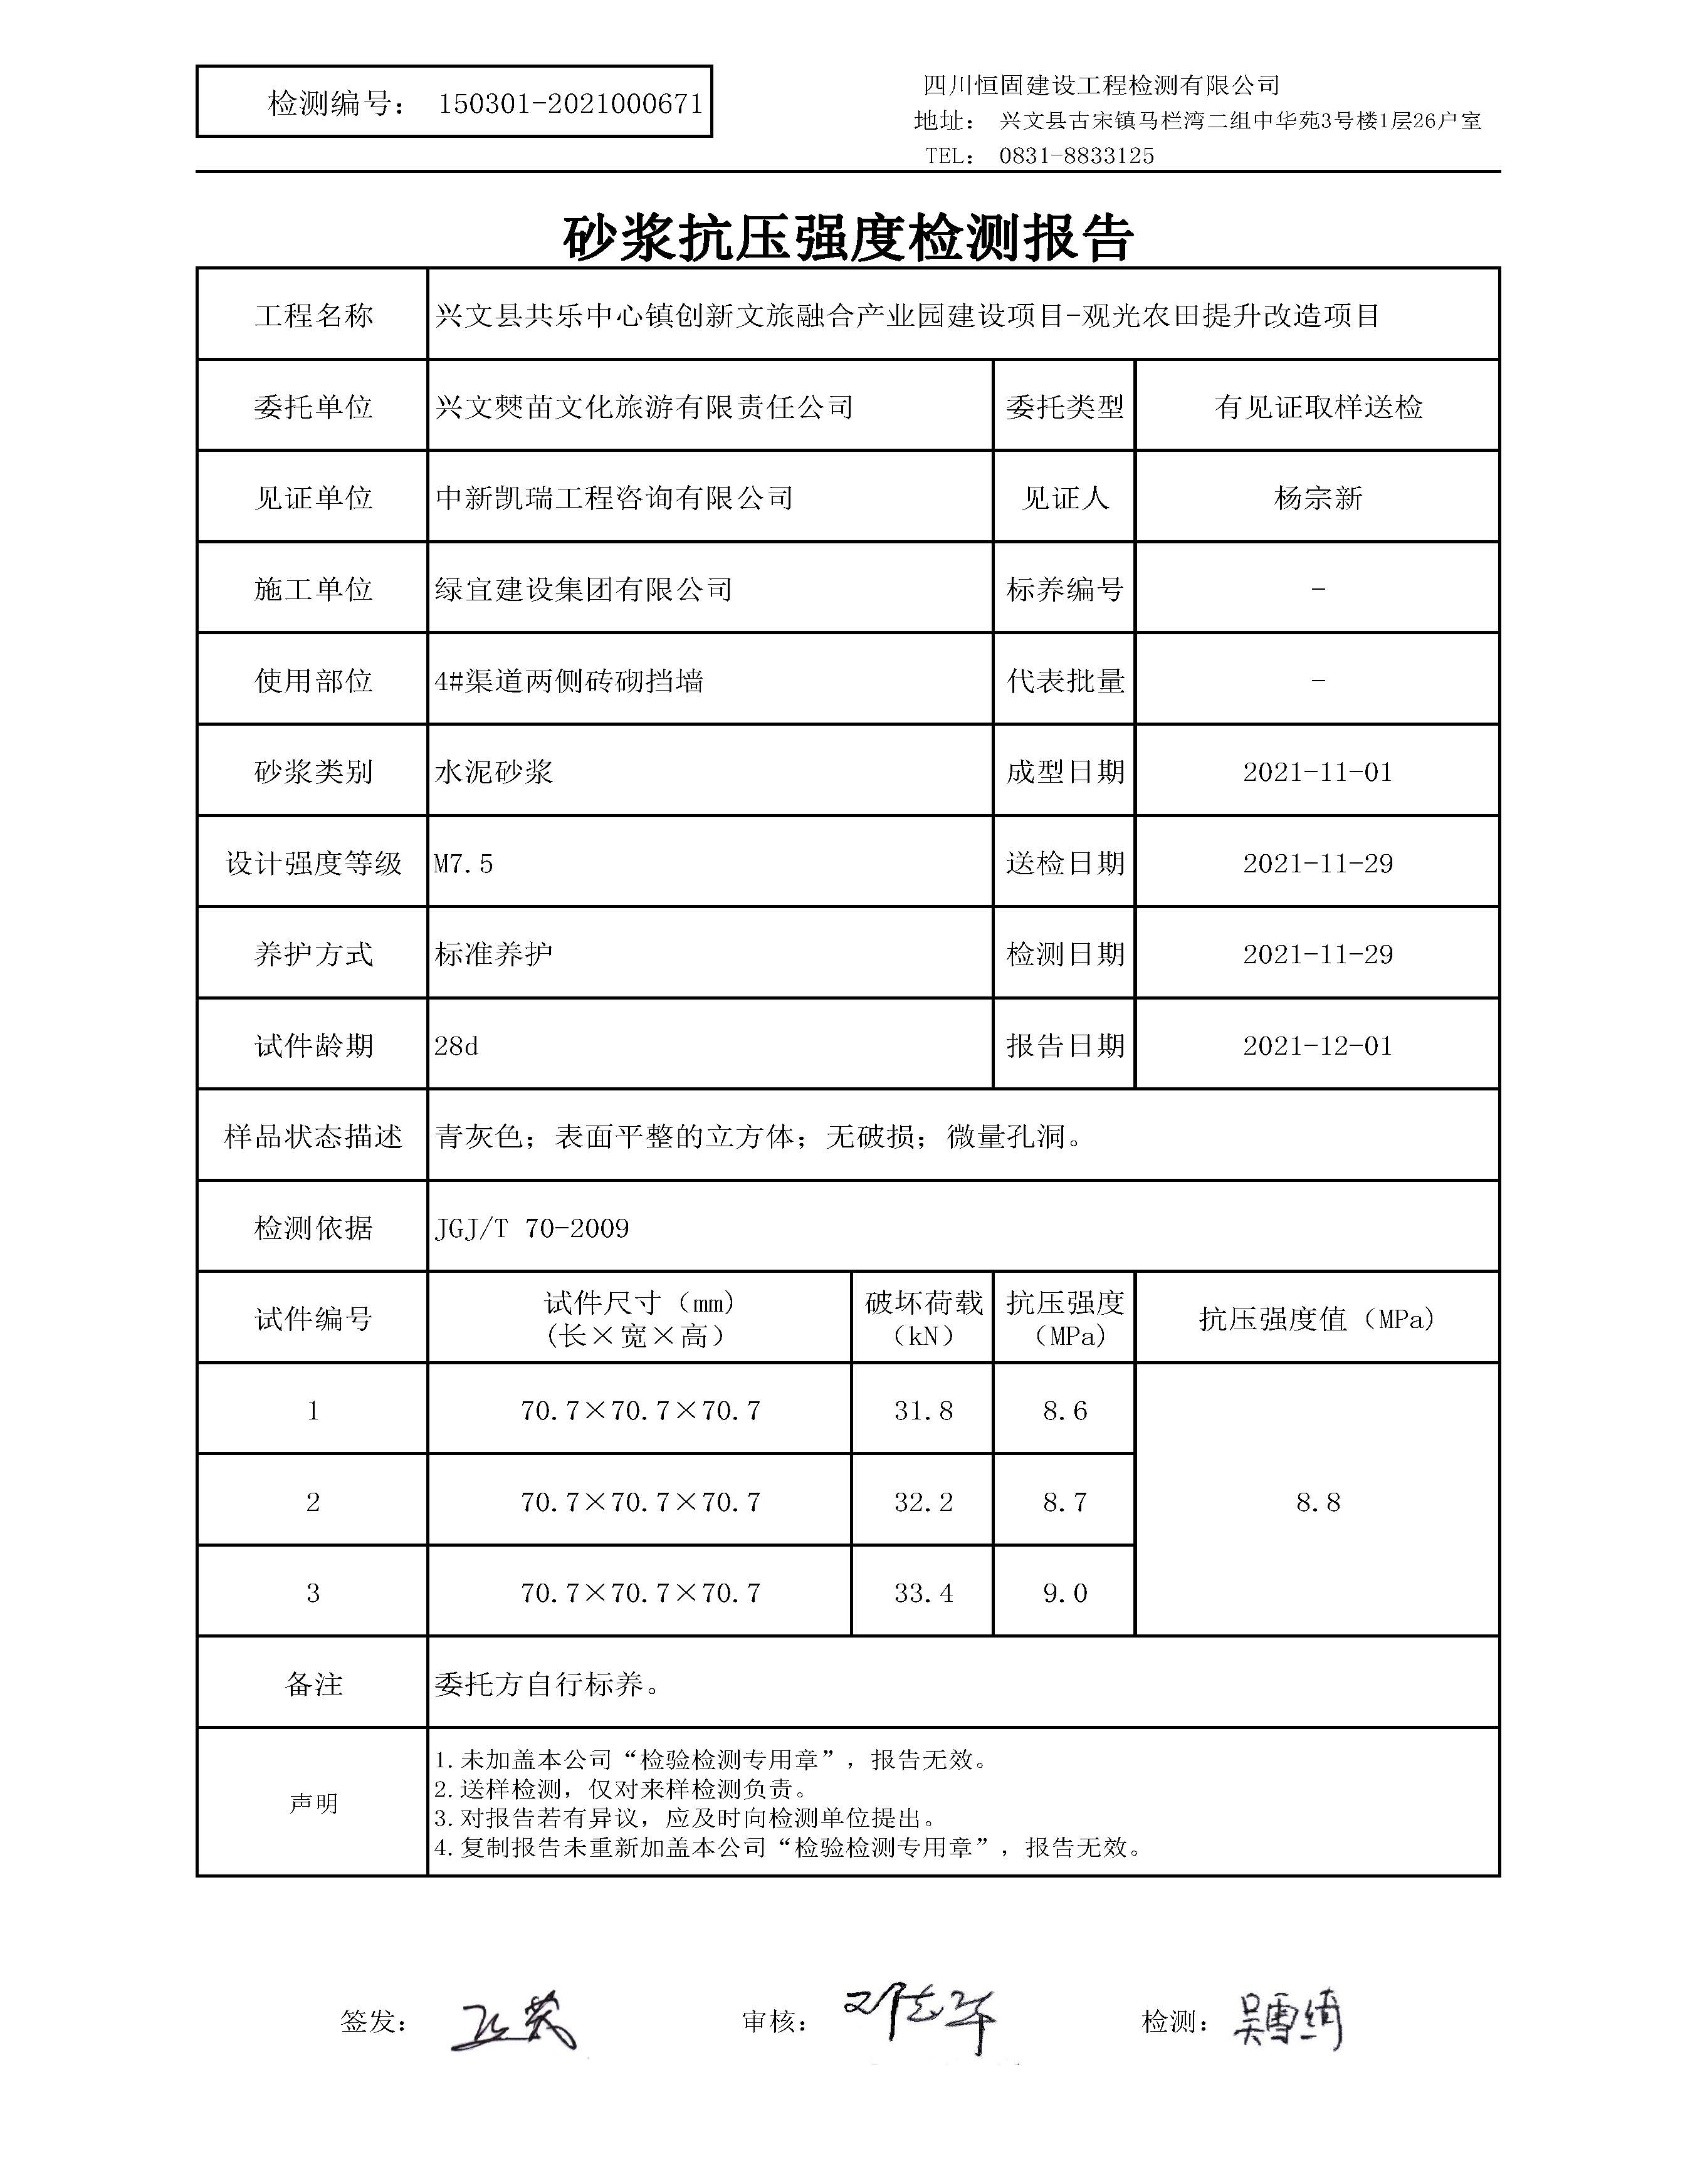 检测编号： 150301-2021000671
四川恒固建设工程检测有限公司
地址： 兴文县古宋镇马栏湾二组中华苑3号楼1层26户室
TEL： 0831-8833125
砂浆抗压强度检测报告
工程名称 兴文县共乐中心镇创新文旅融合产业园建设项目-观光农田提升改造项目
委托单位 兴文僰苗文化旅游有限责任公司 委托类型 有见证取样送检
见证单位 中新凯瑞工程咨询有限公司 见证人 杨宗新
施工单位 绿宜建设集团有限公司 标养编号 -
使用部位 4#渠道两侧砖砌挡墙 代表批量 -
砂浆类别 水泥砂浆 成型日期 2021-11-01
设计强度等级 M7.5 送检日期 2021-11-29
养护方式 标准养护 检测日期 2021-11-29
试件龄期 28d 报告日期 2021-12-01
样品状态描述 青灰色；表面平整的立方体；无破损；微量孔洞。
检测依据 JGJ/T 70-2009
试件编号 试件尺寸（mm）（长×宽×高） 破坏荷载（kN） 抗压强度（MPa） 抗压强度值（MPa）
1 70.7×70.7×70.7 31.8 8.6
2 70.7×70.7×70.7 32.2 8.7 8.8
3 70.7×70.7×70.7 33.4 9.0
备注 委托方自行标养。
声明
1.未加盖本公司“检验检测专用章”，报告无效。
2.送样检测，仅对来样检测负责。
3.对报告若有异议，应及时向检测单位提出。
4.复制报告未重新加盖本公司“检验检测专用章”，报告无效。
签发： 审核： 检测：吴雪绮